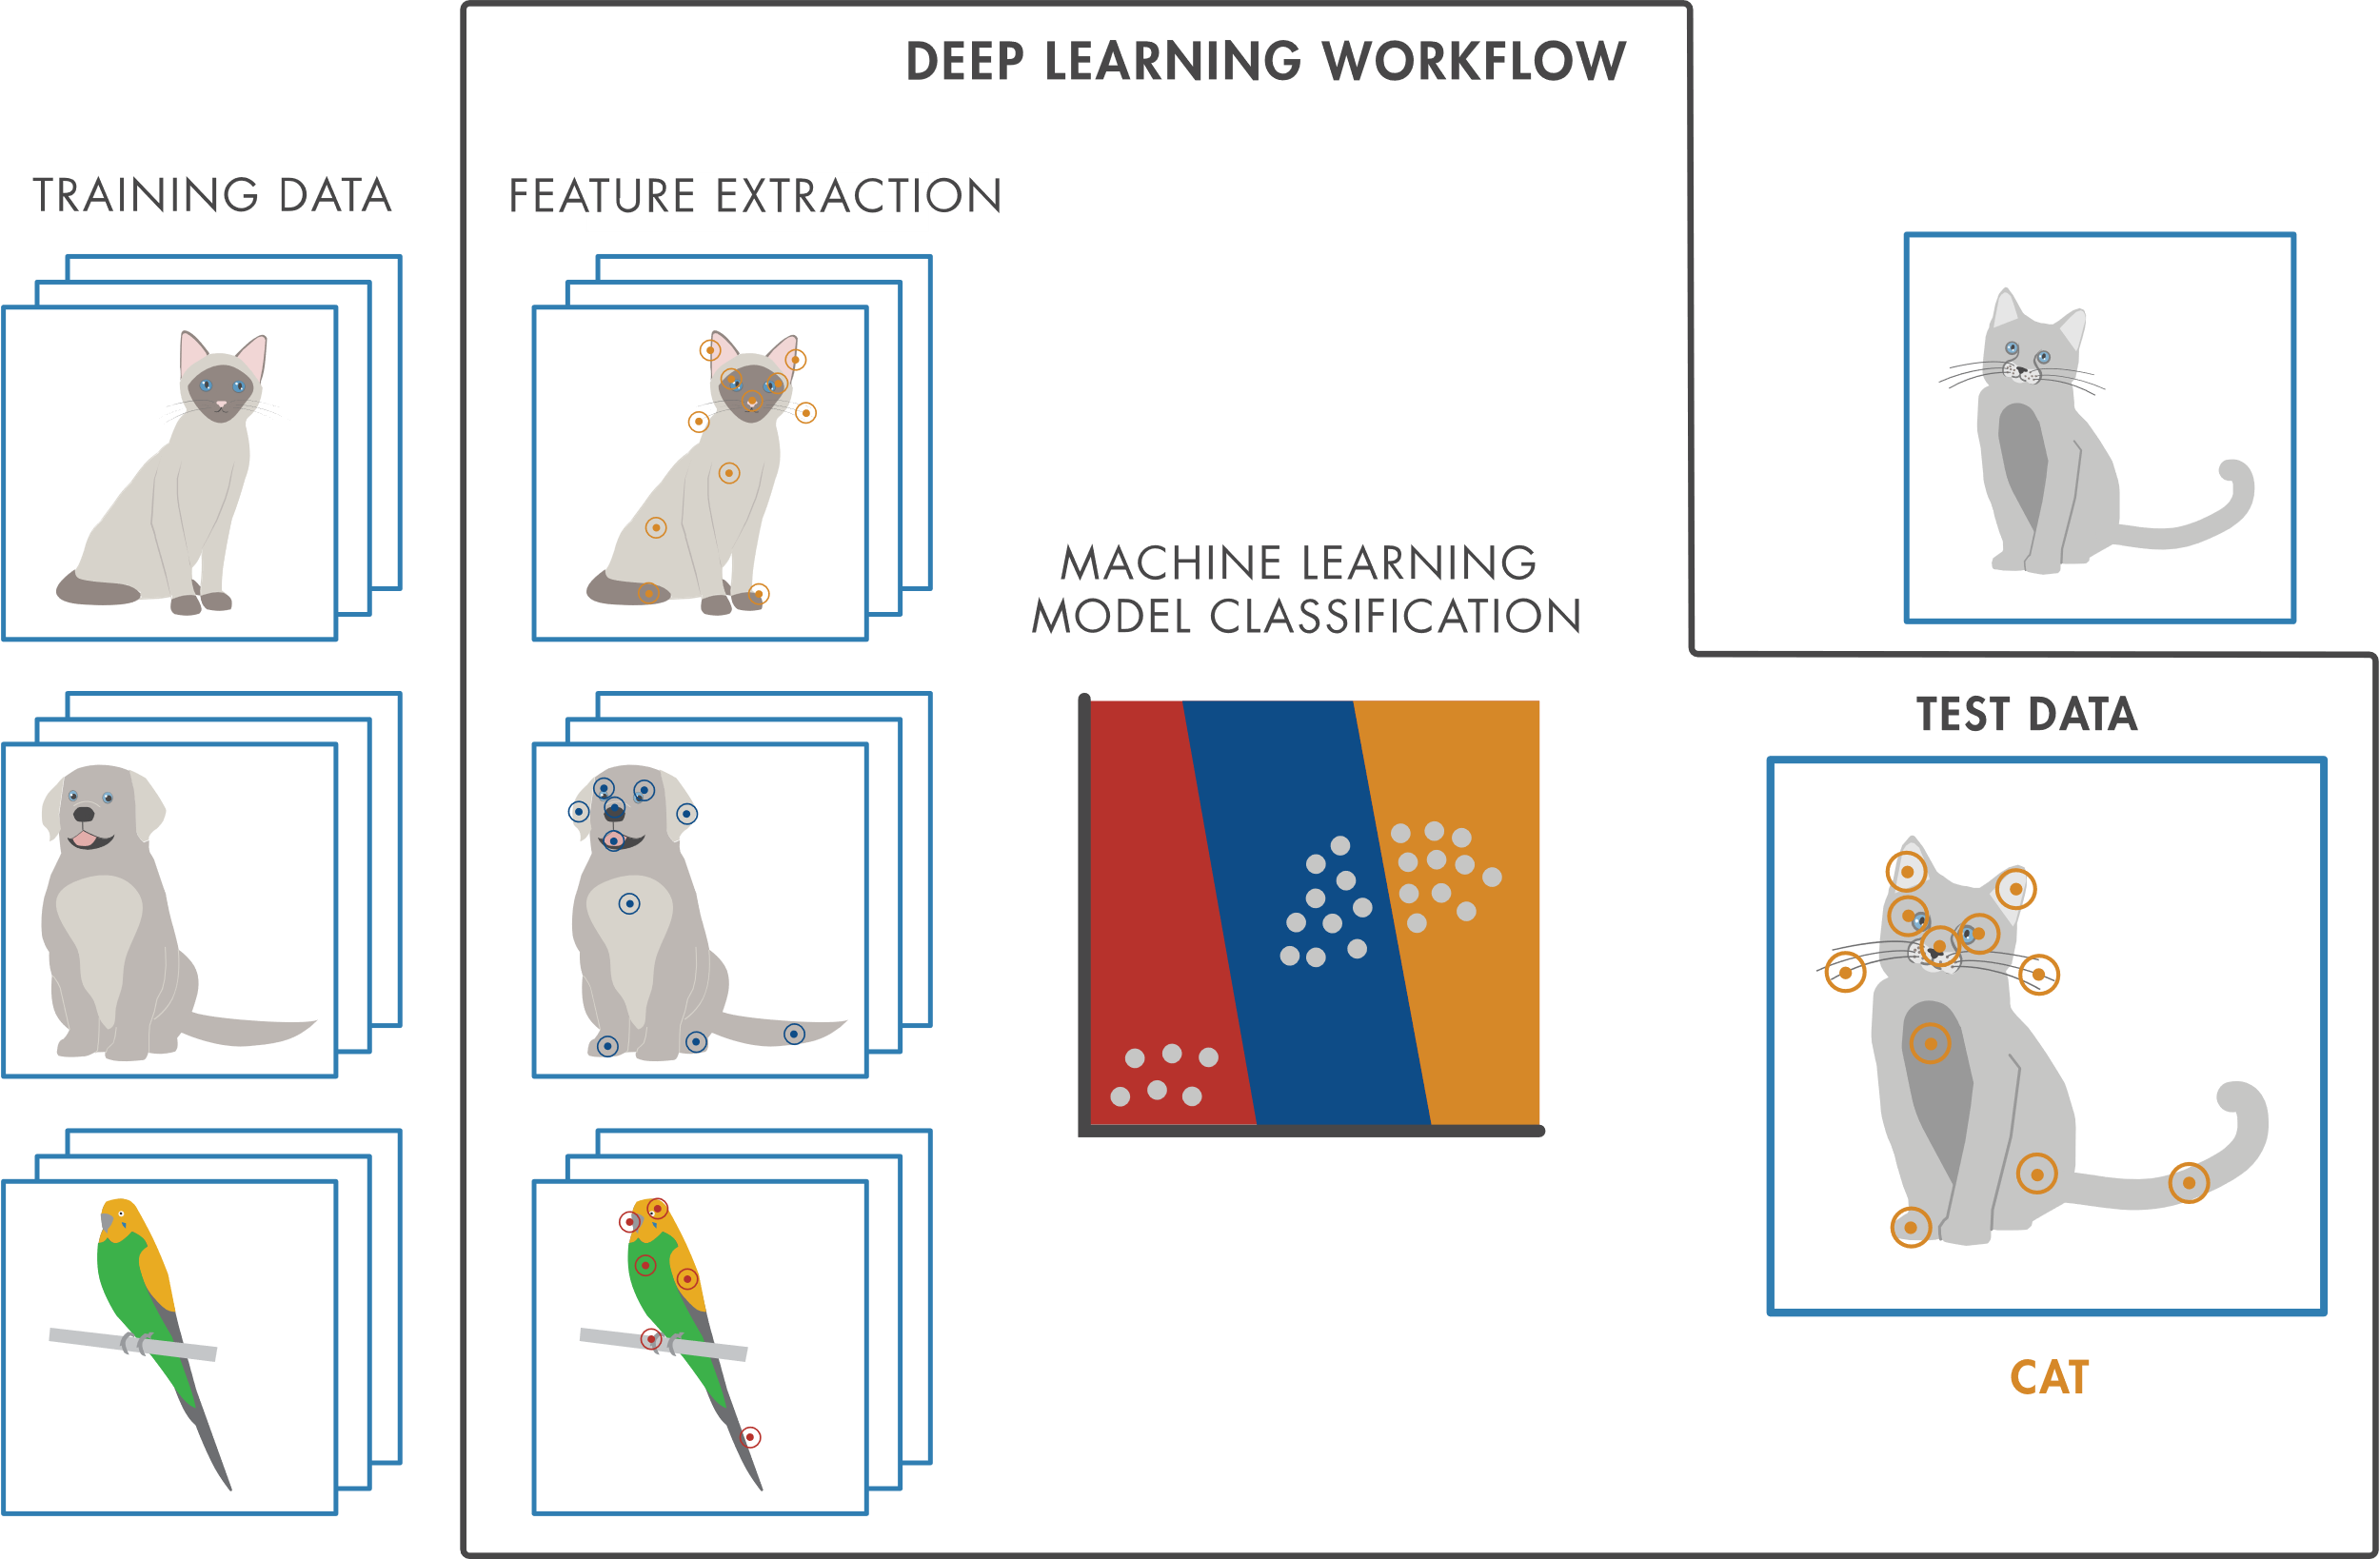 DEEP LEARNING WORKFLOW
TRAINING DATA
FEATURE EXTRACTION
MACHINE LEARNING
MODEL CLASSIFICATION
TEST DATA
CAT